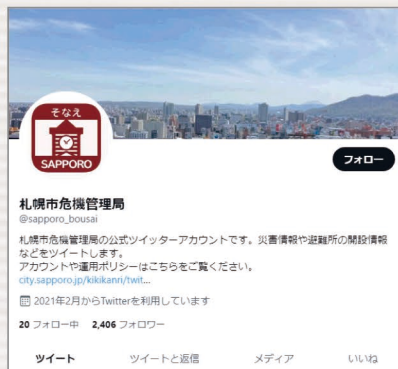 そなえ
SAPPORO
フォロー
札幌市危機管理局
@sapporo_bousai
札幌市危機管理局の公式ツイッターアカウントです。災害情報や避難所の開設情報
などをツイートします。
アカウントや運用ポリシーはこちらをご覧ください。
city.sapporo.jp/kikikanri/twit...
2021年2月からTwitterを利用しています
20 フォロー中 2,406 フォロワー
ツイート ツイートと返信 メディア いいね